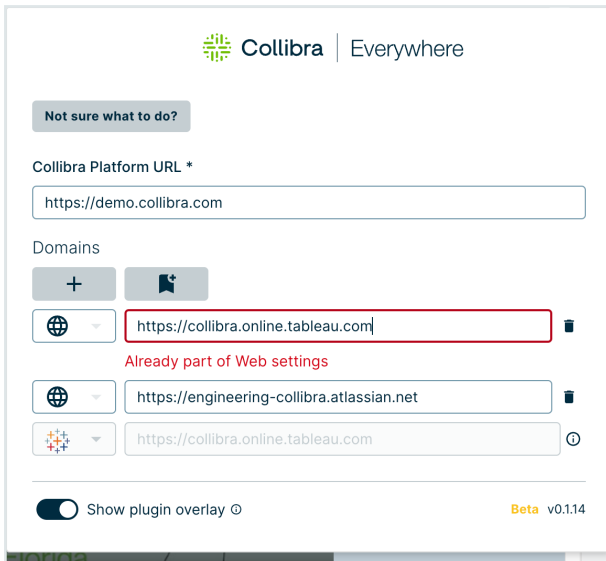 Collibra | Everywhere
Not sure what to do?
Collibra Platform URL *
https://demo.collibra.com
Domains
https://collibra.online.tableau.com
Already part of Web settings
https://engineering-collibra.atlassian.net
https://collibra.online.tableau.com
Show plugin overlay
Beta v0.1.14
Florida